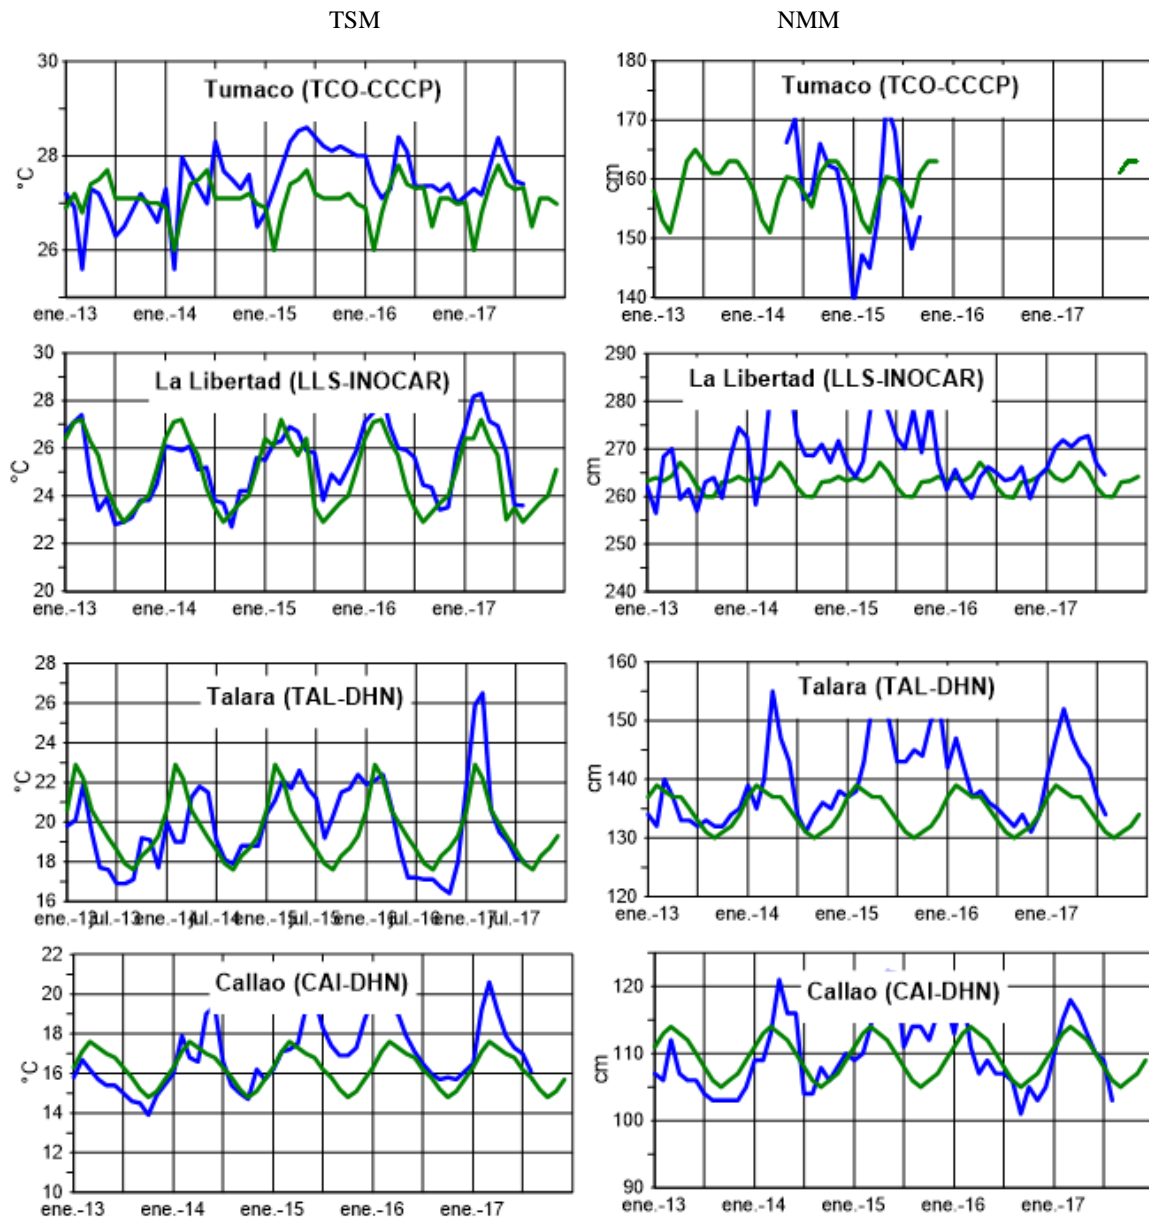 TSM NMM
30
28
26
°C
Tumaco (TCO-CCCP)
ene.-13 ene.-14 ene.-15 ene.-16 ene.-17
180
170
160
150
140
cm
Tumaco (TCO-CCCP)
ene.-13 ene.-14 ene.-15 ene.-16 ene.-17
30
28
26
24
22
20
°C
La Libertad (LLS-INOCAR)
ene.-13 ene.-14 ene.-15 ene.-16 ene.-17
290
280
270
260
250
240
cm
La Libertad (LLS-INOCAR)
ene.-13 ene.-14 ene.-15 ene.-16 ene.-17
28
26
24
22
20
18
16
°C
Talara (TAL-DHN)
ene.-13 jul.-13 ene.-14 jul.-14 ene.-15 jul.-15 ene.-16 jul.-16 ene.-17 jul.-17
160
150
140
130
120
cm
Talara (TAL-DHN)
ene.-13 ene.-14 ene.-15 ene.-16 ene.-17
22
20
18
16
14
12
10
°C
Callao (CAI-DHN)
ene.-13 ene.-14 ene.-15 ene.-16 ene.-17
120
110
100
90
cm
Callao (CAI-DHN)
ene.-13 ene.-14 ene.-15 ene.-16 ene.-17